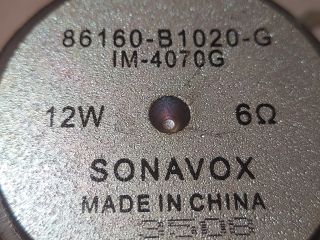 86160-B1020-G
IM-4070G
12W 6Ω
SONAVOX
MADE IN CHINA